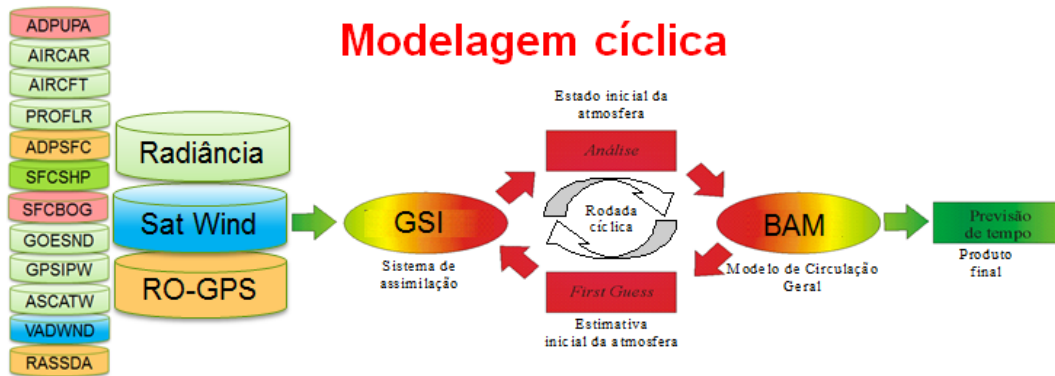 Modelagem cíclica
ADPUPA
AIRCAR
AIRCFT
PROFLR
ADPSFC
SFCSHP
SFCBOG
GOESND
GPSIPW
ASCATW
VADWND
RASSDA
Radiância
Sat Wind
RO-GPS
GSI
Sistema de
assimilação
Estado inicial da
atmosfera
Análise
Rodada
cíclica
First Guess
Estimativa
inicial da atmosfera
BAM
Modelo de Circulação
Geral
Previsão
de tempo
Produto
final